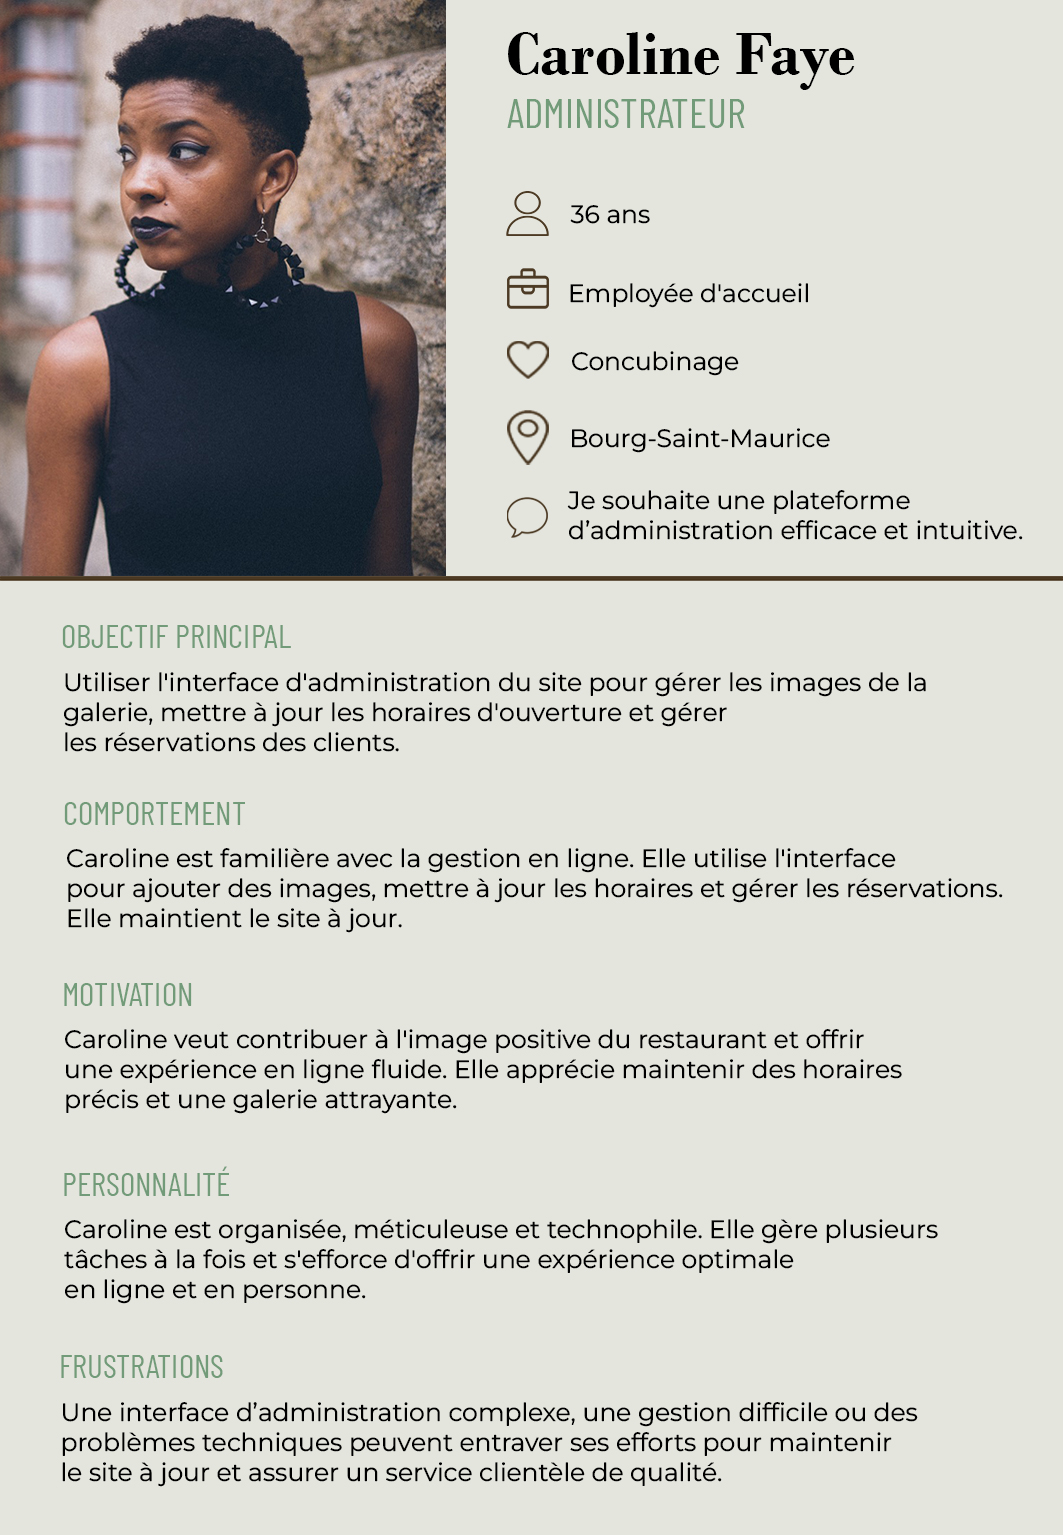 Caroline Faye
ADMINISTRATEUR
36 ans
Employée d'accueil
Concubinage
Bourg-Saint-Maurice
Je souhaite une plateforme
d’administration efficace et intuitive.
OBJECTIF PRINCIPAL
Utiliser l'interface d'administration du site pour gérer les images de la
galerie, mettre à jour les horaires d'ouverture et gérer
les réservations des clients.
COMPORTEMENT
Caroline est familière avec la gestion en ligne. Elle utilise l'interface
pour ajouter des images, mettre à jour les horaires et gérer les réservations.
Elle maintient le site à jour.
MOTIVATION
Caroline veut contribuer à l'image positive du restaurant et offrir
une expérience en ligne fluide. Elle apprécie maintenir des horaires
précis et une galerie attrayante.
PERSONNALITÉ
Caroline est organisée, méticuleuse et technophile. Elle gère plusieurs
tâches à la fois et s'efforce d'offrir une expérience optimale
en ligne et en personne.
FRUSTRATIONS
Une interface d’administration complexe, une gestion difficile ou des
problèmes techniques peuvent entraver ses efforts pour maintenir
le site à jour et assurer un service clientèle de qualité.